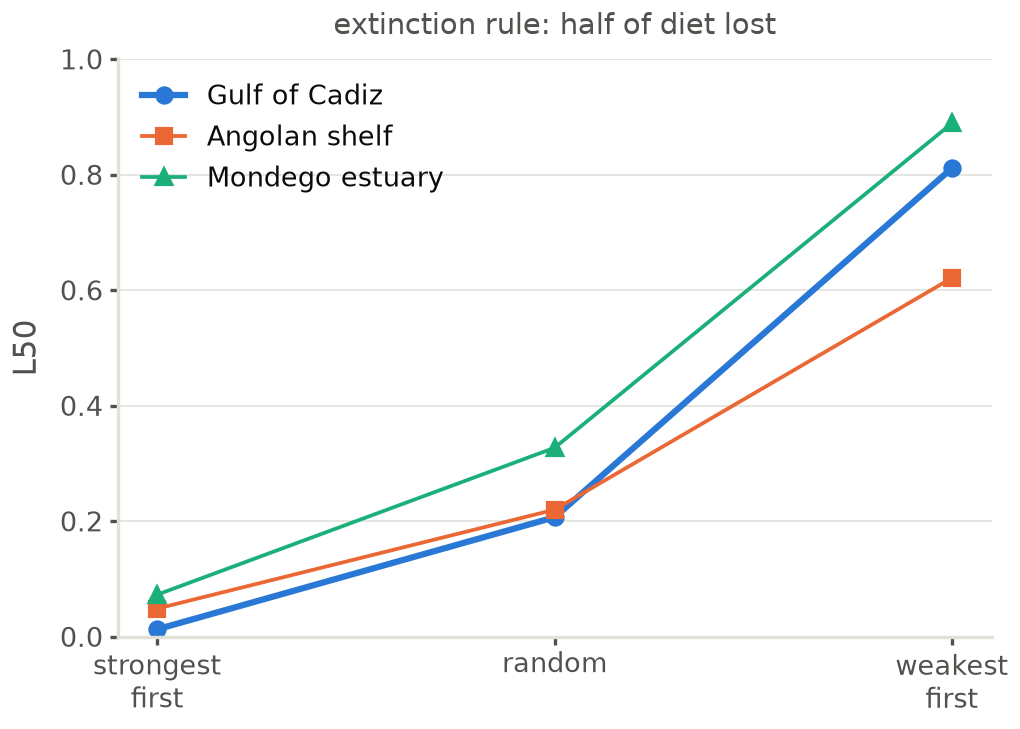 extinction rule: half of diet lost
1.0
0.8
0.6
0.4
0.2
0.0
L50
Gulf of Cadiz
Angolan shelf
Mondego estuary
strongest
first
random
weakest
first